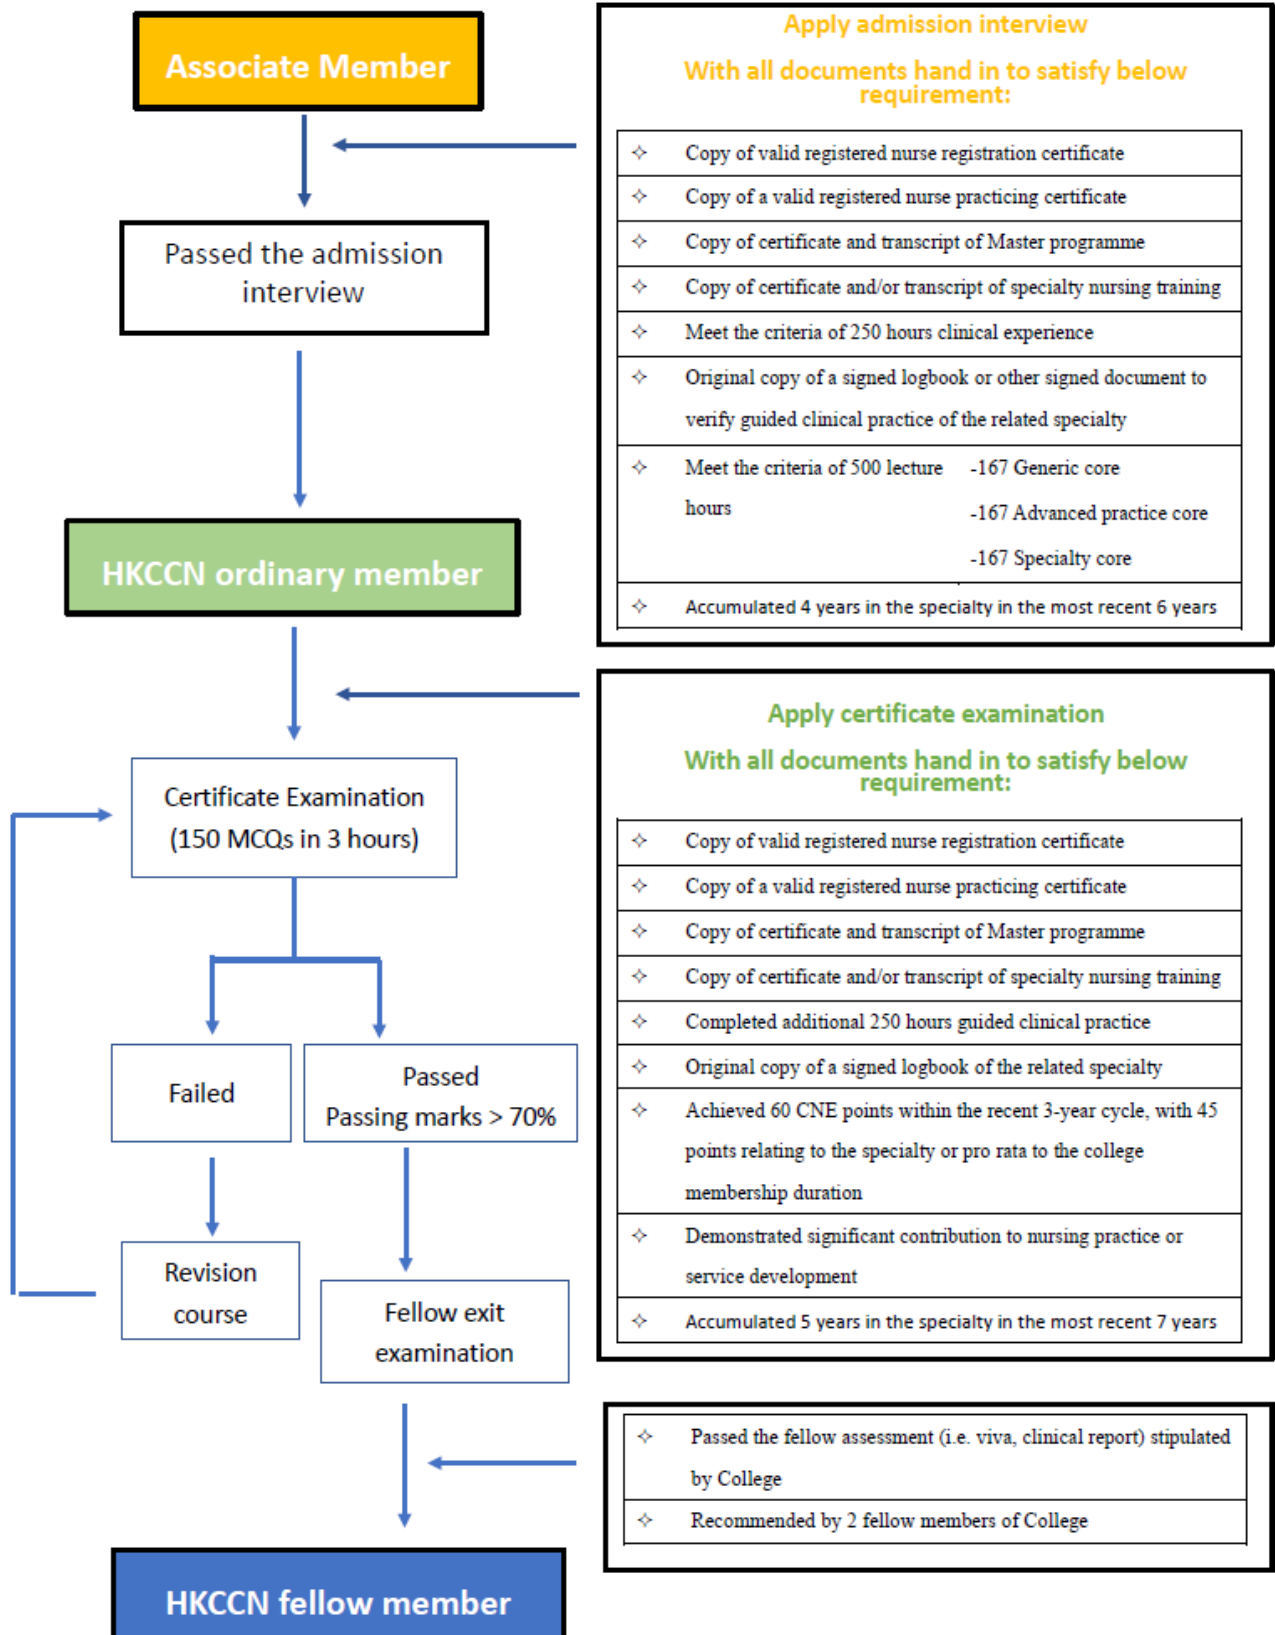 Associate Member
Apply admission interview
With all documents hand in to satisfy below
requirement:
✧ Copy of valid registered nurse registration certificate
✧ Copy of a valid registered nurse practicing certificate
✧ Copy of certificate and transcript of Master programme
✧ Copy of certificate and/or transcript of specialty nursing training
✧ Meet the criteria of 250 hours clinical experience
✧ Original copy of a signed logbook or other signed document to
verify guided clinical practice of the related specialty
✧ Meet the criteria of 500 lecture
hours
-167 Generic core
-167 Advanced practice core
-167 Specialty core
✧ Accumulated 4 years in the specialty in the most recent 6 years
Passed the admission
interview
HKCCN ordinary member
Apply certificate examination
With all documents hand in to satisfy below
requirement:
✧ Copy of valid registered nurse registration certificate
✧ Copy of a valid registered nurse practicing certificate
✧ Copy of certificate and transcript of Master programme
✧ Copy of certificate and/or transcript of specialty nursing training
✧ Completed additional 250 hours guided clinical practice
✧ Original copy of a signed logbook of the related specialty
✧ Achieved 60 CNE points within the recent 3-year cycle, with 45
points relating to the specialty or pro rata to the college
membership duration
✧ Demonstrated significant contribution to nursing practice or
service development
✧ Accumulated 5 years in the specialty in the most recent 7 years
Certificate Examination
(150 MCQs in 3 hours)
Failed
Passed
Passing marks > 70%
Revision
course
Fellow exit
examination
✧ Passed the fellow assessment (i.e. viva, clinical report) stipulated
by College
✧ Recommended by 2 fellow members of College
HKCCN fellow member